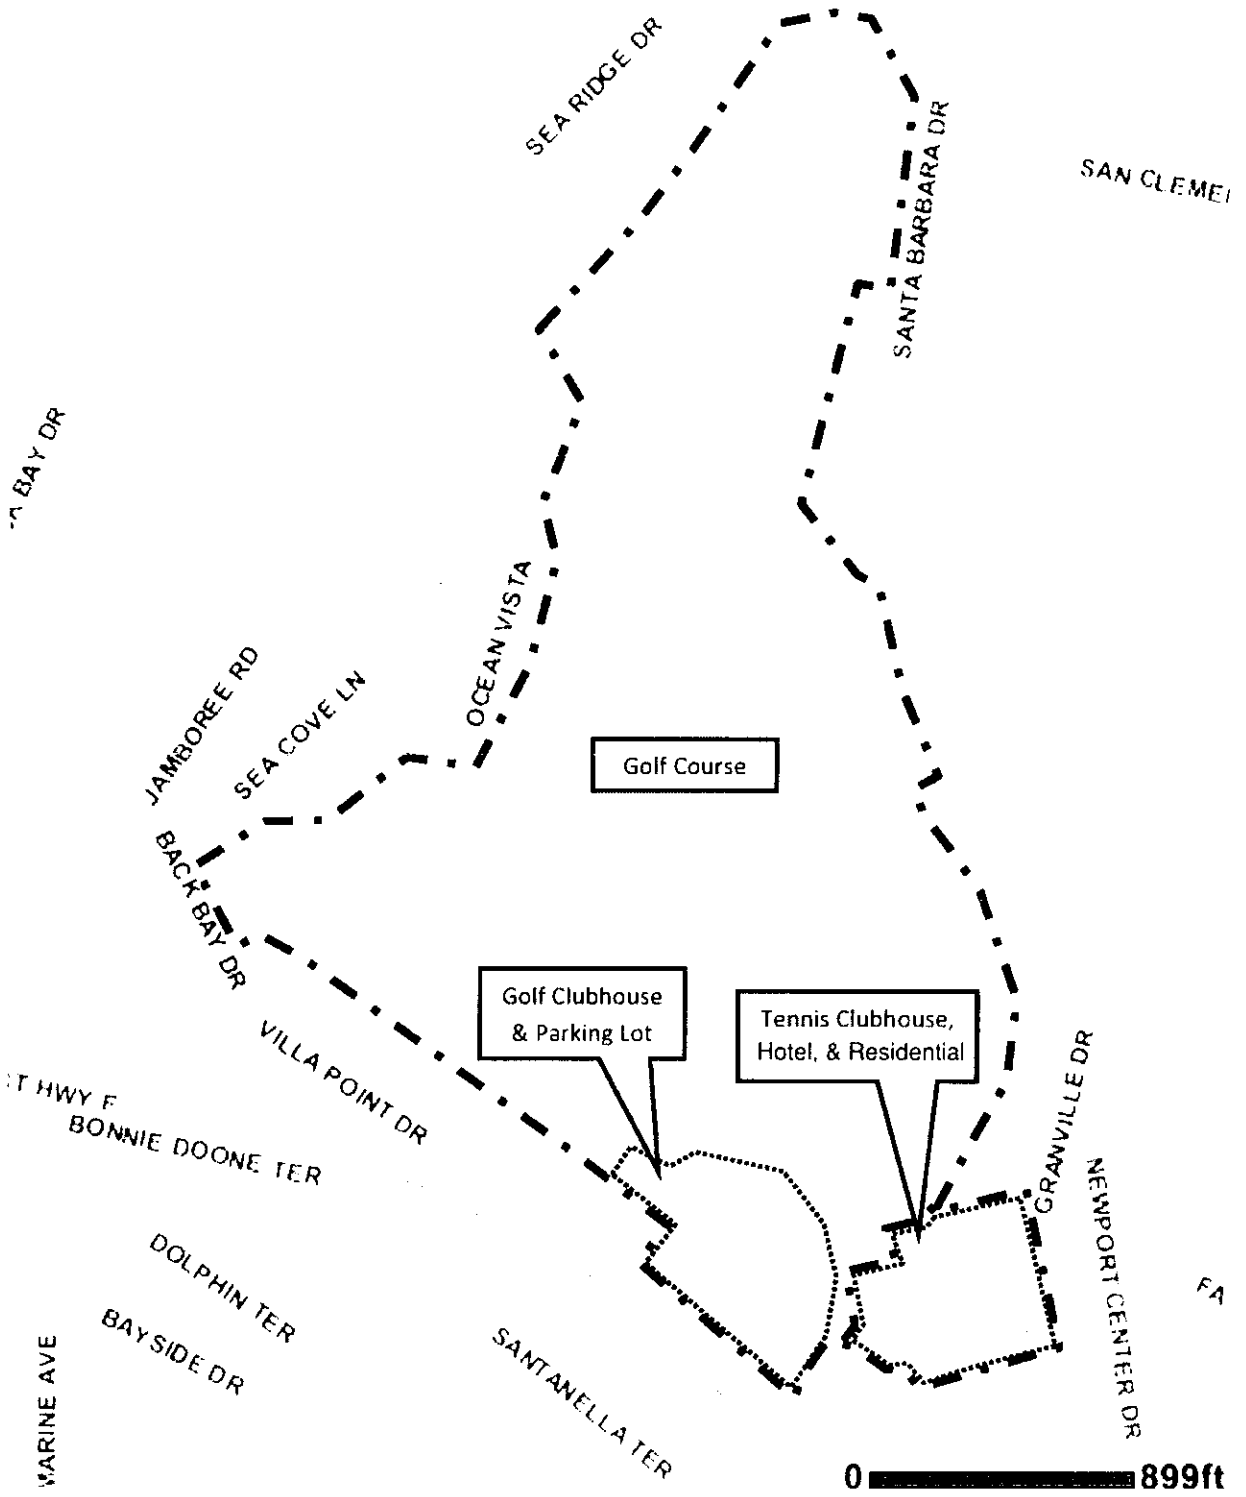 SEA RIDGE DR
SANTA BARBARA DR
SAN CLEME
BAY DR
OCEAN VISTA
JAMBOREE RD
SEA COVE LN
Golf Course
BACK BAY DR
Golf Clubhouse
& Parking Lot
Tennis Clubhouse,
Hotel, & Residential
VILLA POINT DR
GRANVILLE DR
T HWY E
BONNIE DOONE TER
NEWPORT CENTER DR
DOLPHIN TER
FA
BAYSIDE DR
SANTANELLA TER
MARINE AVE
0 899ft